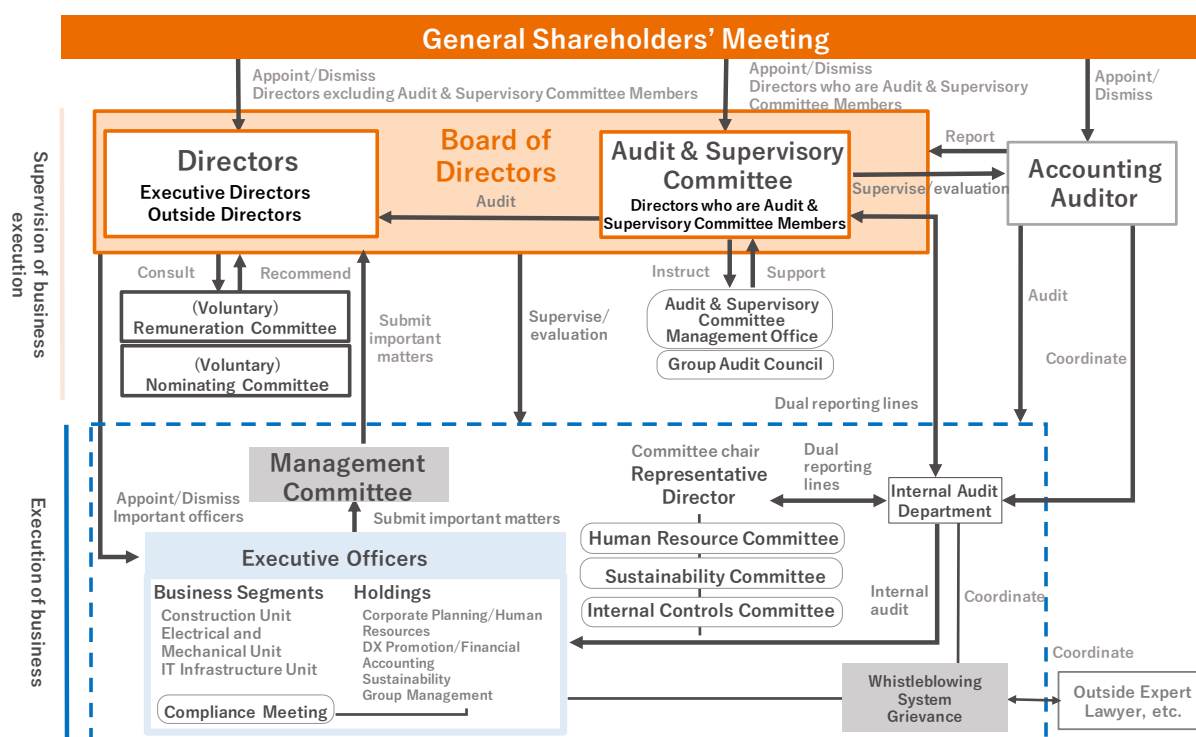 General Shareholders' Meeting
Appoint/Dismiss
Directors excluding Audit & Supervisory Committee Members
Appoint/Dismiss
Directors who are Audit & Supervisory
Committee Members
Appoint/
Dismiss
Supervision of business
execution
Board of
Directors
Directors
Executive Directors
Outside Directors
Audit
Audit & Supervisory
Committee
Directors who are Audit &
Supervisory Committee Members
Report
Supervise/evaluation
Accounting
Auditor
Consult
Recommend
(Voluntary)
Remuneration Committee
(Voluntary)
Nominating Committee
Submit
important
matters
Supervise/
evaluation
Instruct
Support
Audit & Supervisory
Committee
Management Office
Group Audit Council
Audit
Coordinate
Dual reporting lines
Execution of business
Management
Committee
Appoint/Dismiss
Important officers
Submit important matters
Committee chair
Representative
Director
Dual
reporting
lines
Internal Audit
Department
Human Resource Committee
Sustainability Committee
Internal Controls Committee
Internal
audit
Coordinate
Executive Officers
Business Segments
Construction Unit
Electrical and
Mechanical Unit
IT Infrastructure Unit
Compliance Meeting
Holdings
Corporate Planning/Human
Resources
DX Promotion/Financial
Accounting
Sustainability
Group Management
Whistleblowing
System
Grievance
Coordinate
Outside Expert
Lawyer, etc.